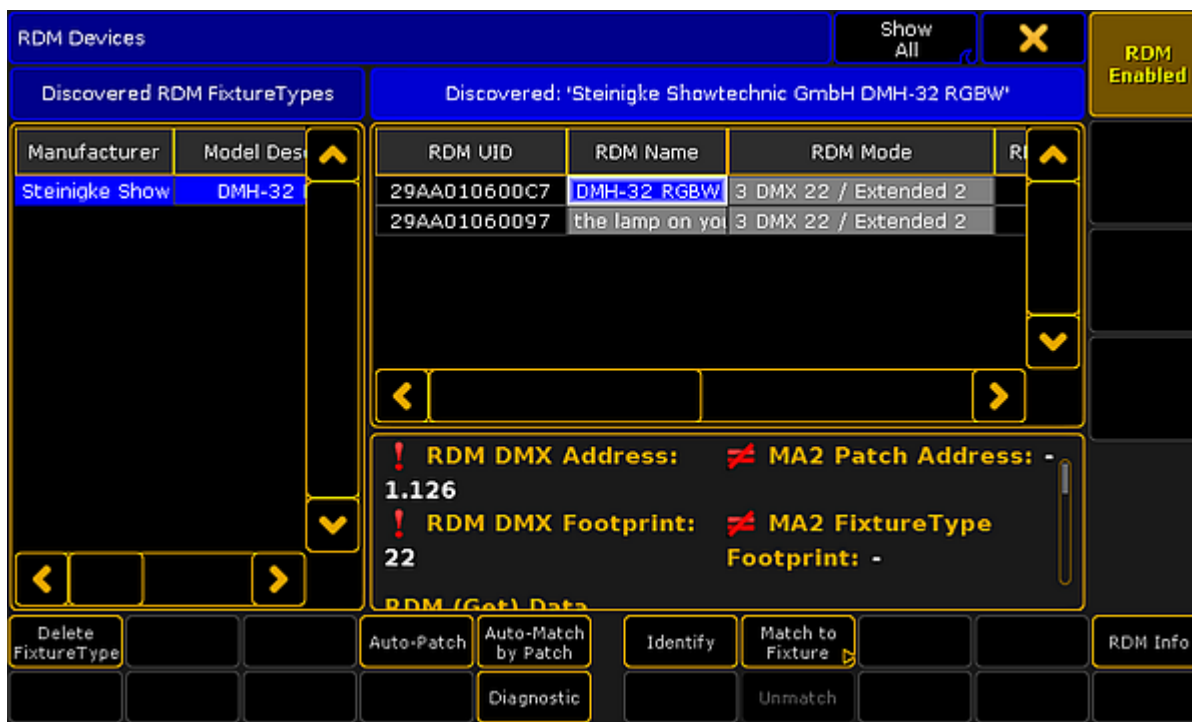 RDM Devices
Show
All
RDM
Enabled
Discovered RDM FixtureTypes
Discovered: 'Steinigke Showtechnic GmbH DMH-32 RGBW'
Manufacturer Model Des
RDM UID RDM Name RDM Mode
Steinigke Show DMH-32
29AA010600C7 DMH-32 RGBW 3 DMX 22 / Extended 2
29AA01060097 the lamp on you 3 DMX 22 / Extended 2
! RDM DMX Address: ≠ MA2 Patch Address: -
1.126
! RDM DMX Footprint: ≠ MA2 FixtureType
22 Footprint: -
RDM (Get) Data
Delete
FixtureType
Auto-Patch
Auto-Match
by Patch
Identify
Match to
Fixture
RDM Info
Diagnostic
Unmatch